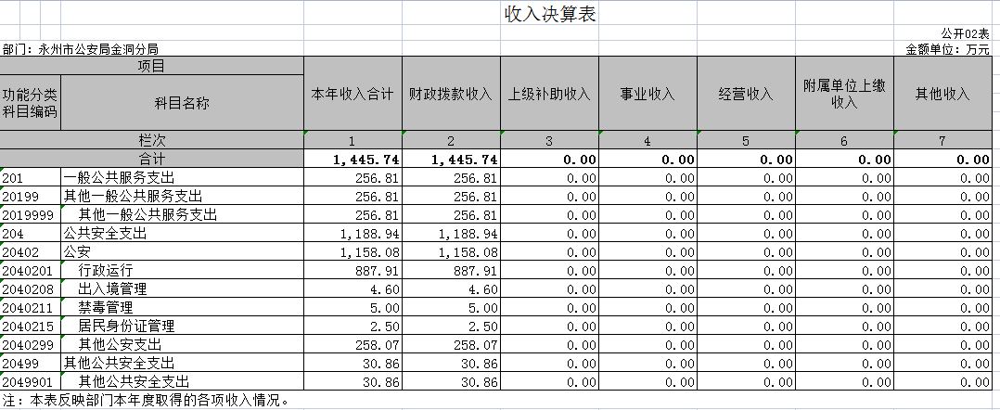 收入决算表
公开02表
部门：永州市公安局金洞分局 金额单位：万元
项目 本年收入合计 财政拨款收入 上级补助收入 事业收入 经营收入 附属单位上缴收入 其他收入
功能分类科目编码 科目名称
栏次 1 2 3 4 5 6 7
合计 1,445.74 1,445.74 0.00 0.00 0.00 0.00 0.00
201 一般公共服务支出 256.81 256.81 0.00 0.00 0.00 0.00 0.00
20199 其他一般公共服务支出 256.81 256.81 0.00 0.00 0.00 0.00 0.00
2019999 其他一般公共服务支出 256.81 256.81 0.00 0.00 0.00 0.00 0.00
204 公共安全支出 1,188.94 1,188.94 0.00 0.00 0.00 0.00 0.00
20402 公安 1,158.08 1,158.08 0.00 0.00 0.00 0.00 0.00
2040201 行政运行 887.91 887.91 0.00 0.00 0.00 0.00 0.00
2040208 出入境管理 4.60 4.60 0.00 0.00 0.00 0.00 0.00
2040211 禁毒管理 5.00 5.00 0.00 0.00 0.00 0.00 0.00
2040215 居民身份证管理 2.50 2.50 0.00 0.00 0.00 0.00 0.00
2040299 其他公安支出 258.07 258.07 0.00 0.00 0.00 0.00 0.00
20499 其他公共安全支出 30.86 30.86 0.00 0.00 0.00 0.00 0.00
2049901 其他公共安全支出 30.86 30.86 0.00 0.00 0.00 0.00 0.00
注：本表反映部门本年度取得的各项收入情况。